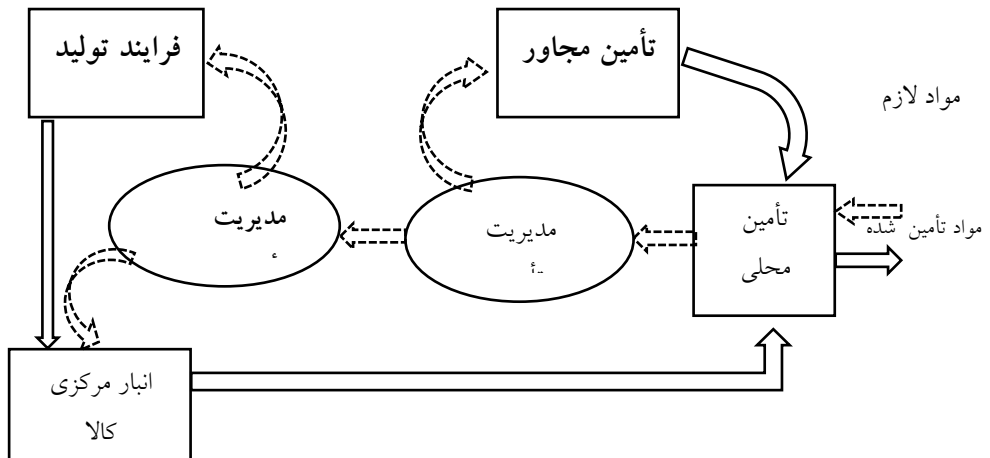 فرایند تولید
تأمین مجاور
مواد لازم
مدیریت
مدیریت
تأمین
محلی
مواد تأمین شده
انبار مرکزی
کالا